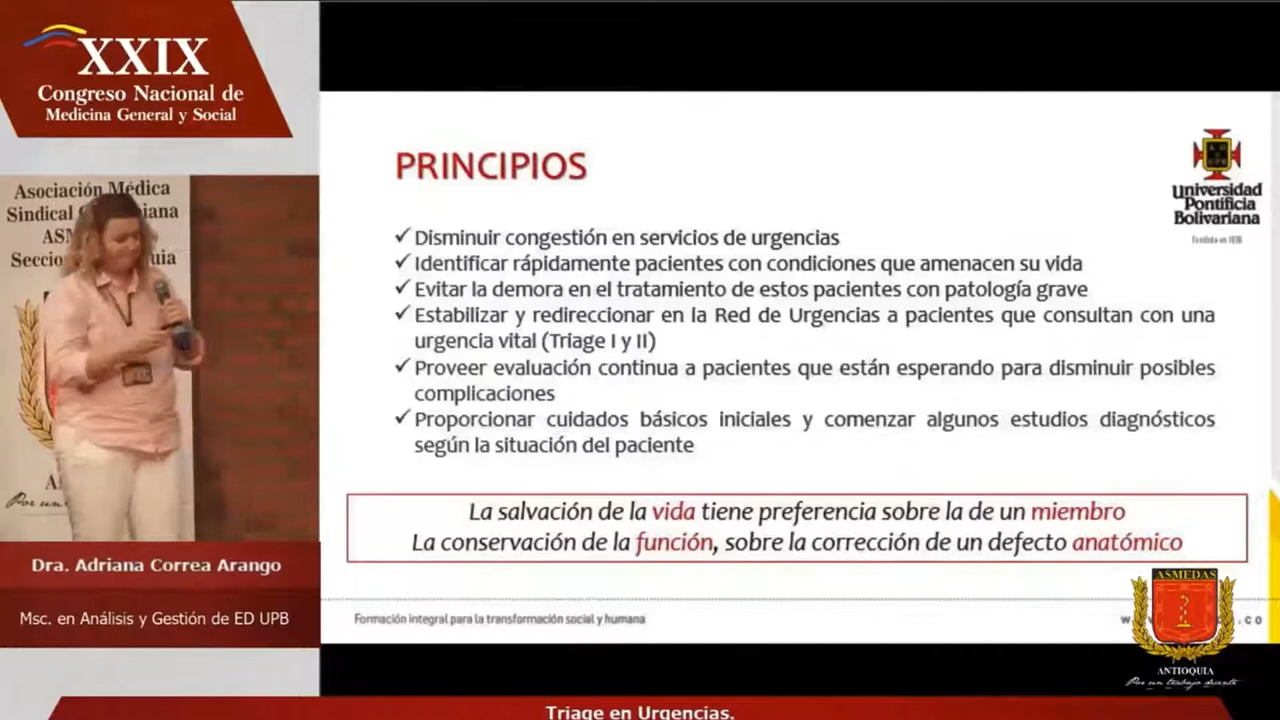 XXIX
Congreso Nacional de
Medicina General y Social
Asociación Médica
Sindical
Dra. Adriana Correa Arango
Msc. en Análisis y Gestión de ED UPB
PRINCIPIOS
✓ Disminuir congestión en servicios de urgencias
✓ Identificar rápidamente pacientes con condiciones que amenacen su vida
✓ Evitar la demora en el tratamiento de estos pacientes con patología grave
✓ Estabilizar y redireccionar en la Red de Urgencias a pacientes que consultan con una
urgencia vital (Triage I y II)
✓ Proveer evaluación continua a pacientes que están esperando para disminuir posibles
complicaciones
✓ Proporcionar cuidados básicos iniciales y comenzar algunos estudios diagnósticos
según la situación del paciente
La salvación de la vida tiene preferencia sobre la de un miembro
La conservación de la función, sobre la corrección de un defecto anatómico
Universidad
Pontificia
Bolivariana
Formación integral para la transformación social y humana
ASMEDAS
ANTIOQUIA
Por un trabajo decente
Triage en Urgencias.